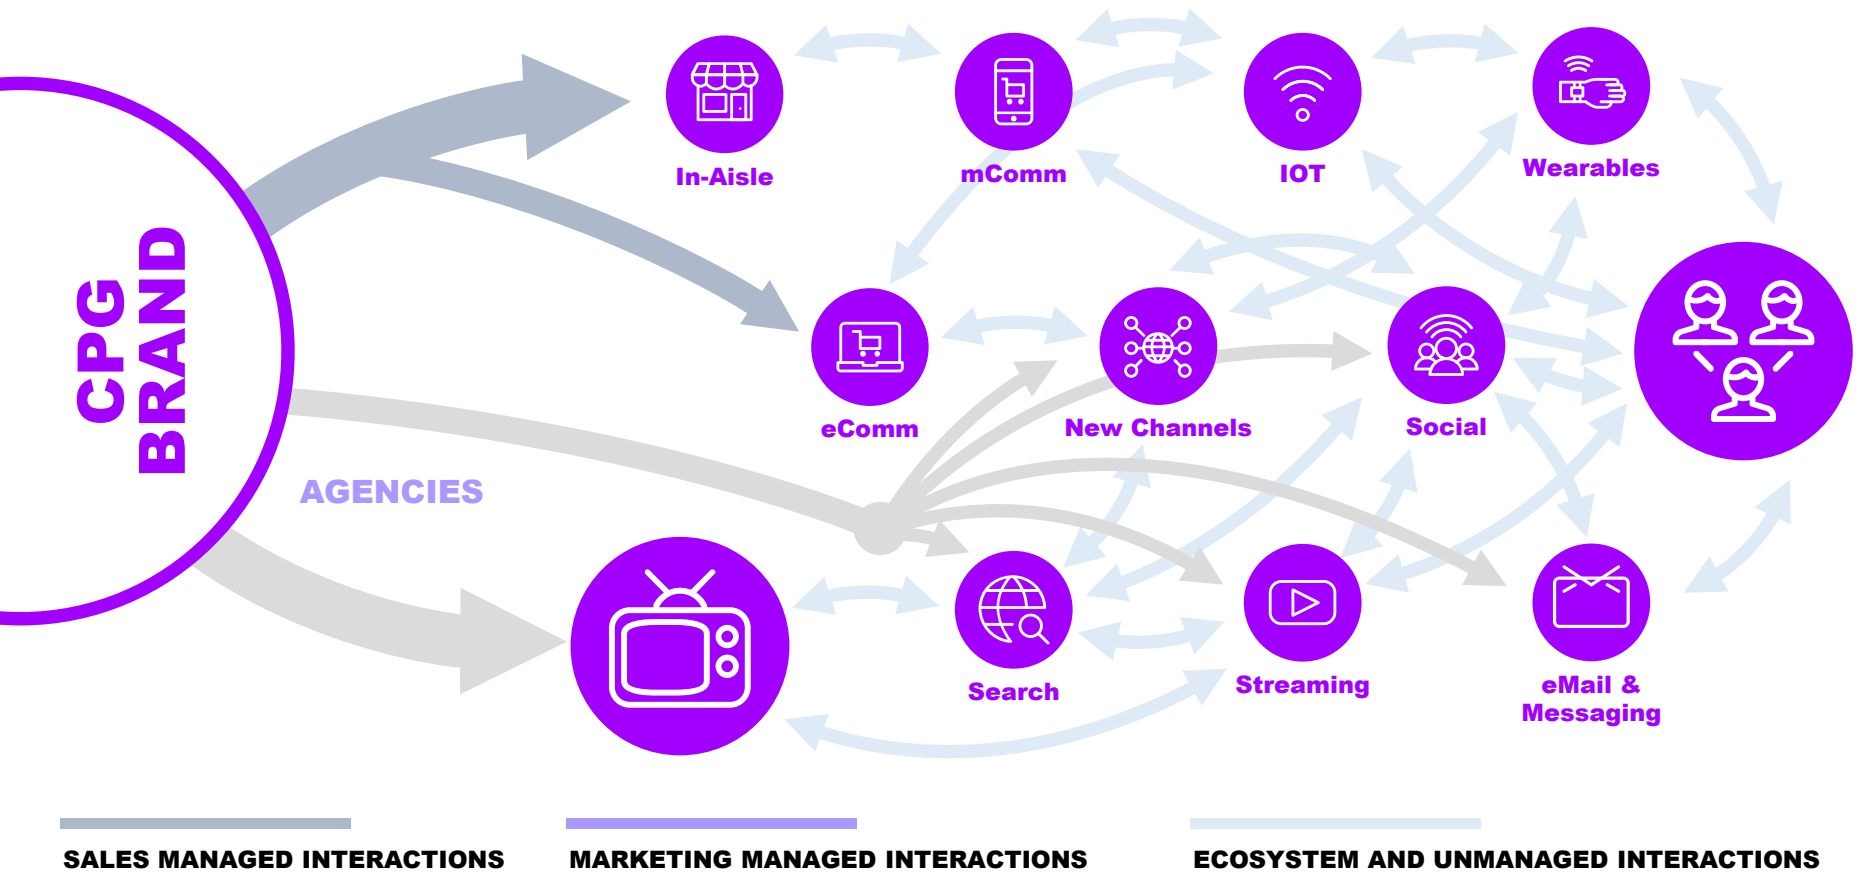 CPG
BRAND
In-Aisle
mComm
IOT
Wearables
eComm
New Channels
Social
AGENCIES
Search
Streaming
eMail &
Messaging
SALES MANAGED INTERACTIONS
MARKETING MANAGED INTERACTIONS
ECOSYSTEM AND UNMANAGED INTERACTIONS